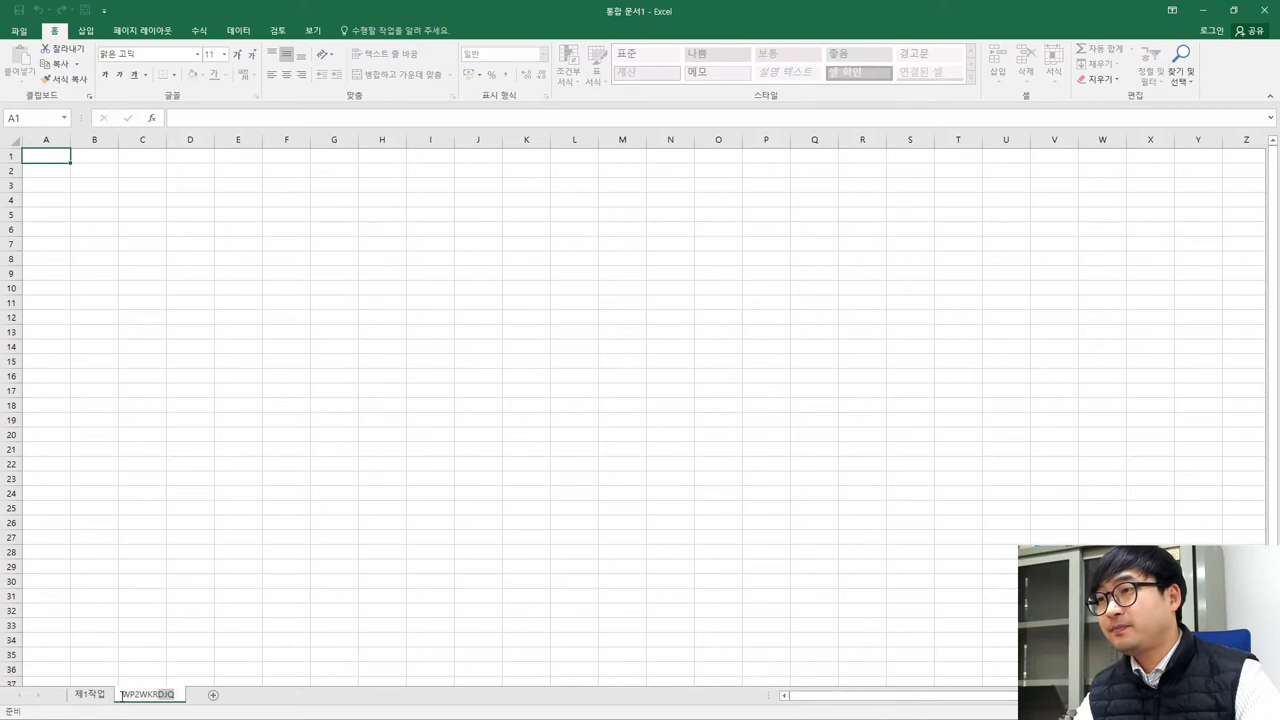 통합 문서1 - Excel
파일 홈 삽입 페이지 레이아웃 수식 데이터 검토 보기 수행할 작업을 알려 주세요. 로그인 공유
붙여넣기 잘라내기 복사 서식 복사 클립보드
맑은 고딕 11 가 가 가 가 가 글꼴
텍스트 줄 바꿈 병합하고 가운데 맞춤 맞춤
일반 % 표시 형식
조건부 서식 표 서식 표준 나쁨 보통 좋음 경고문
계산 메모 설명 텍스트 셀 확인 연결된 셀 스타일
삽입 삭제 서식 셀
자동 합계 채우기 지우기 정렬 및 필터 찾기 및 선택 편집
A1 fx
A B C D E F G H I J K L M N O P Q R S T U V W X Y Z
1
2
3
4
5
6
7
8
9
10
11
12
13
14
15
16
17
18
19
20
21
22
23
24
25
26
27
28
29
30
31
32
33
34
35
36
37
제1작업 WP2WKRDJQ
준비